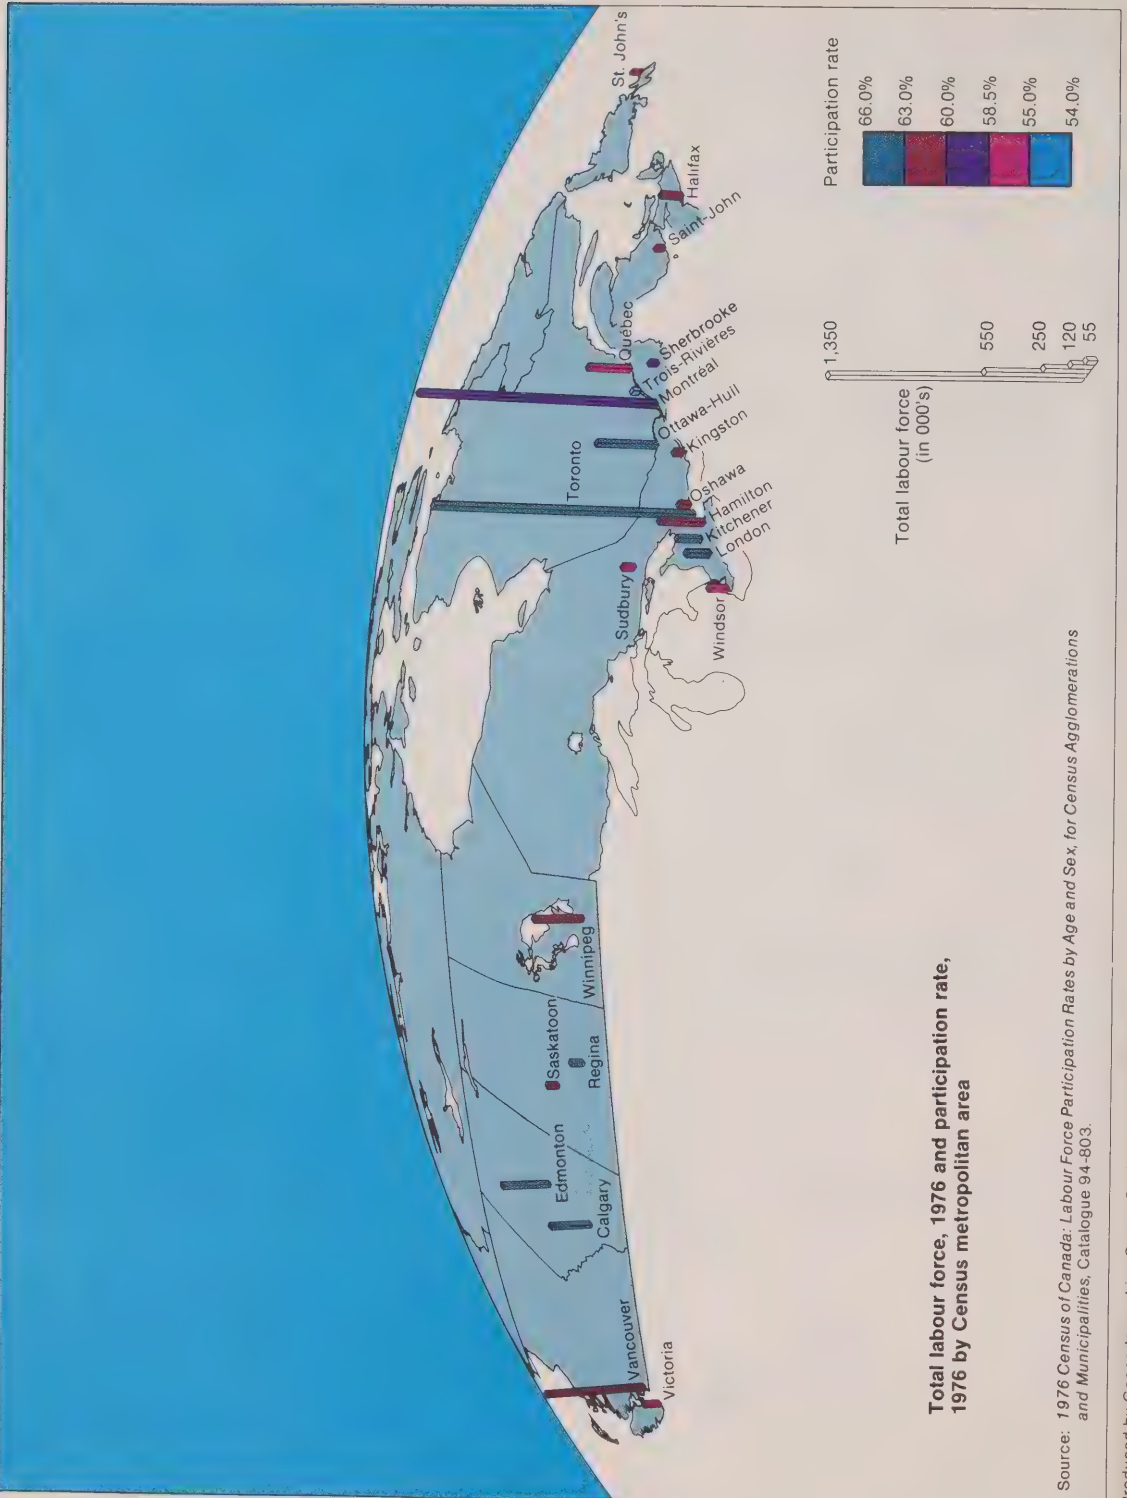 St. John's
Halifax
Saint-John
Québec
Sherbrooke
Trois-Rivières
Montréal
Ottawa-Huil
Kingston
Toronto
Oshawa
Hamilton
Kitchener
London
Sudbury
Windsor
Winnipeg
Saskatoon
Regina
Edmonton
Calgary
Vancouver
Victoria
Participation rate
66.0%
63.0%
60.0%
58.5%
55.0%
54.0%
Total labour force
(in 000's)
1,350
550
250
120
55
Total labour force, 1976 and participation rate,
1976 by Census metropolitan area
Source: 1976 Census of Canada: Labour Force Participation Rates by Age and Sex, for Census Agglomerations
and Municipalities, Catalogue 94-803.